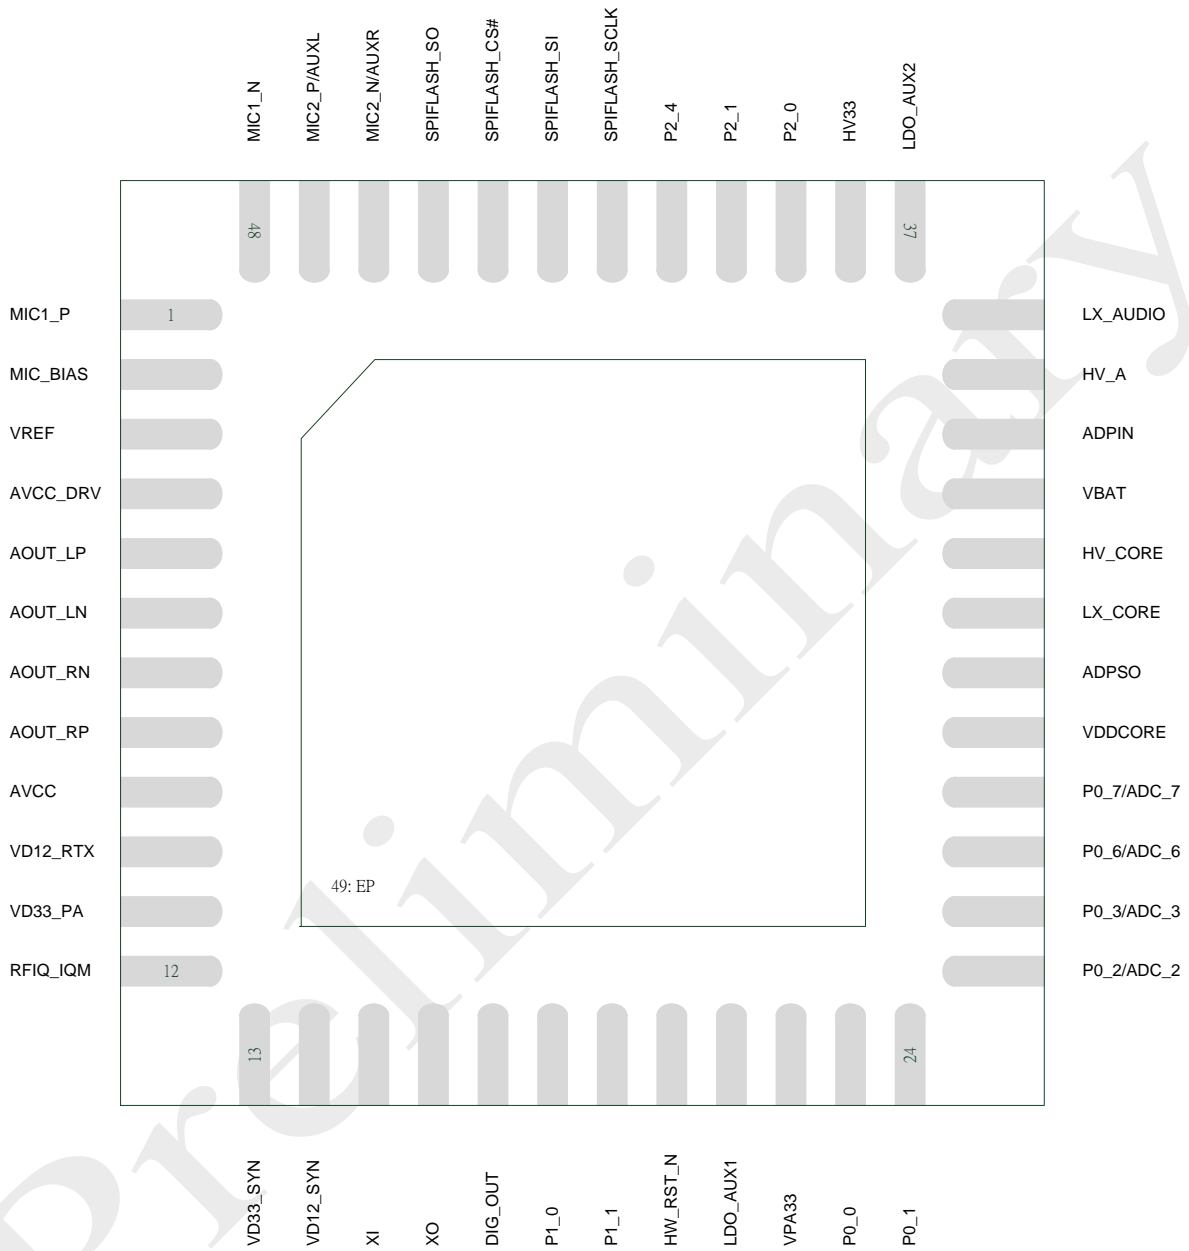 MIC1_N
MIC2_P/AUXL
MIC2_N/AUXR
SPIFLASH_SO
SPIFLASH_CS#
SPIFLASH_SI
SPIFLASH_SCLK
P2_4
P2_1
P2_0
HV33
LDO_AUX2
48
37
MIC1_P
1
MIC_BIAS
VREF
AVCC_DRV
AOUT_LP
AOUT_LN
AOUT_RN
AOUT_RP
AVCC
VD12_RTX
VD33_PA
RFIQ_IQM
12
LX_AUDIO
HV_A
ADPIN
VBAT
HV_CORE
LX_CORE
ADPSO
VDDCORE
P0_7/ADC_7
P0_6/ADC_6
P0_3/ADC_3
P0_2/ADC_2
49: EP
13
24
VD33_SYN
VD12_SYN
XI
XO
DIG_OUT
P1_0
P1_1
HW_RST_N
LDO_AUX1
VPA33
P0_0
P0_1
Preliminary